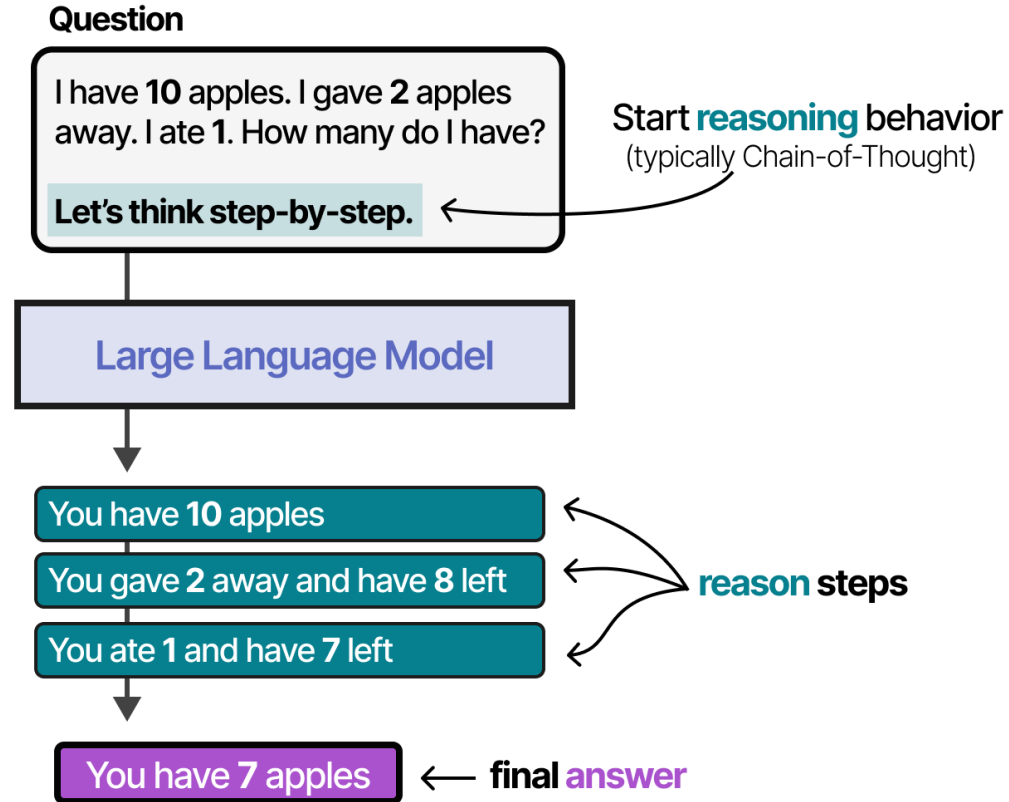 Question
I have 10 apples. I gave 2 apples
away. I ate 1. How many do I have?
Let’s think step-by-step.
Start reasoning behavior
(typically Chain-of-Thought)
Large Language Model
You have 10 apples
You gave 2 away and have 8 left
You ate 1 and have 7 left
reason steps
You have 7 apples
final answer